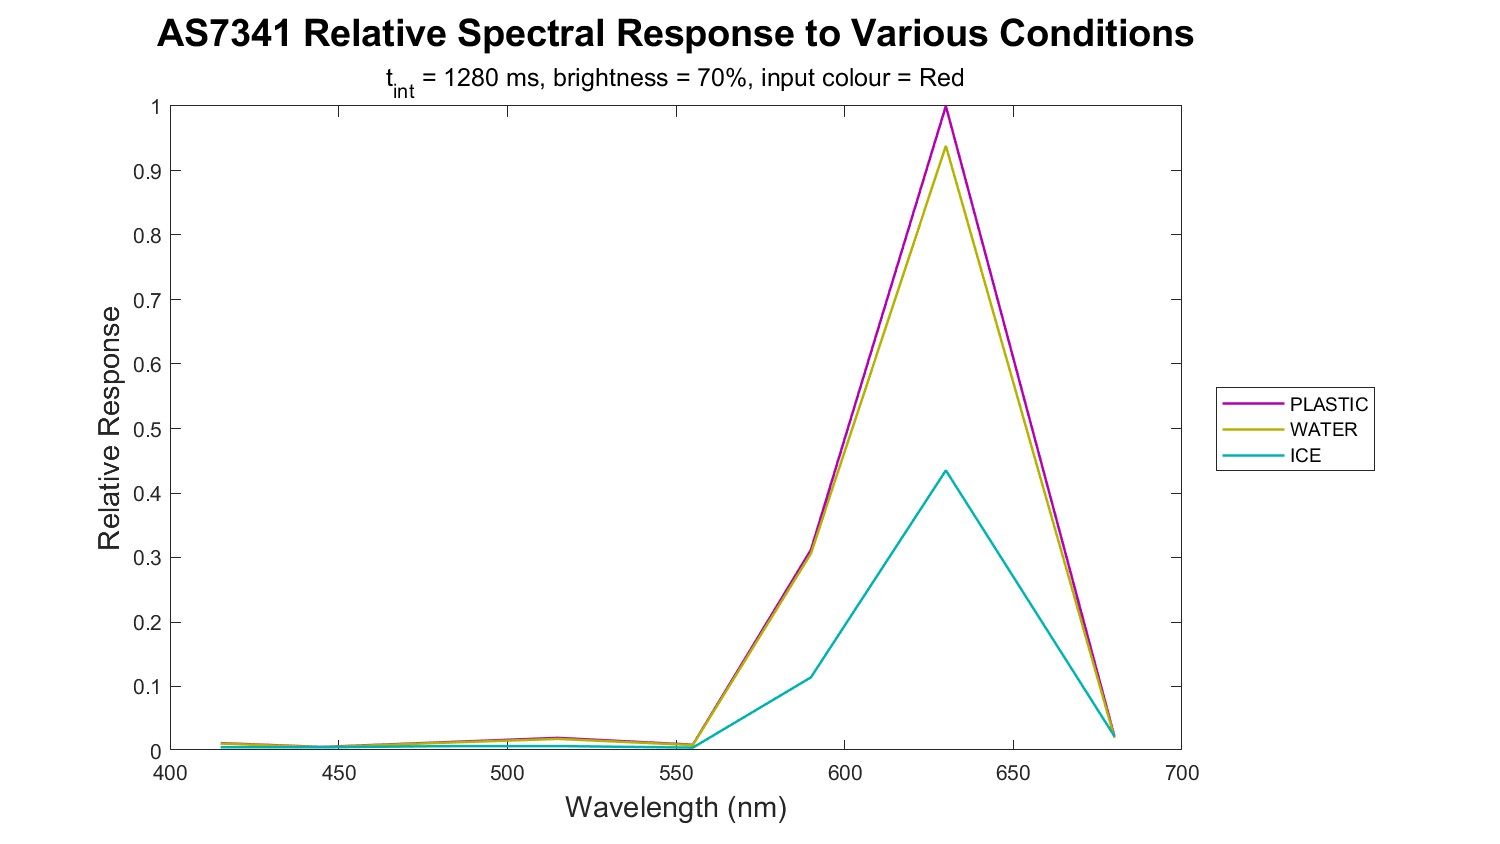 AS7341 Relative Spectral Response to Various Conditions
t_int = 1280 ms, brightness = 70%, input colour = Red
1
0.9
0.8
0.7
0.6
0.5
0.4
0.3
0.2
0.1
0
Relative Response
PLASTIC
WATER
ICE
400 450 500 550 600 650 700
Wavelength (nm)